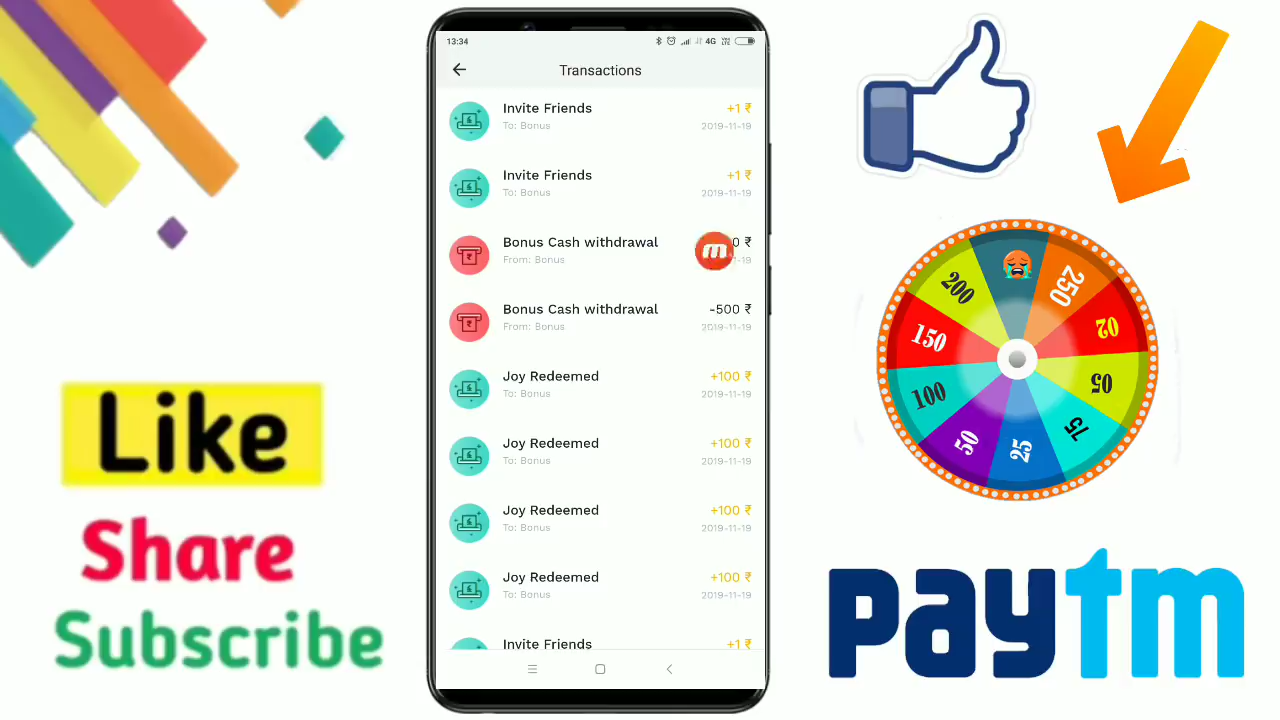 13:34
4G
Transactions
Invite Friends
+1 ₹
To: Bonus
2019-11-19
Invite Friends
+1 ₹
To: Bonus
2019-11-19
Bonus Cash withdrawal
0 ₹
From: Bonus
-11-19
Bonus Cash withdrawal
-500 ₹
From: Bonus
2019-11-19
Joy Redeemed
+100 ₹
To: Bonus
2019-11-19
Joy Redeemed
+100 ₹
To: Bonus
2019-11-19
Joy Redeemed
+100 ₹
To: Bonus
2019-11-19
Joy Redeemed
+100 ₹
To: Bonus
2019-11-19
Invite Friends
+1 ₹
Like
Share
Subscribe
200
250
02
05
75
25
50
100
150
paytm